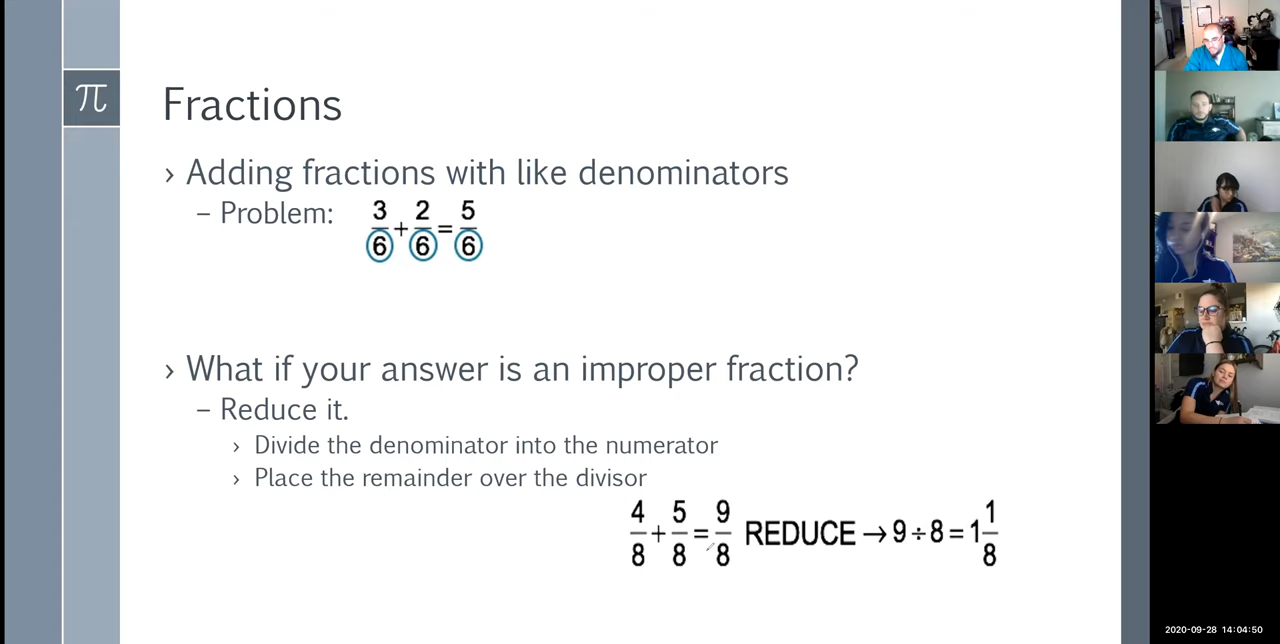 π
Fractions
› Adding fractions with like denominators
– Problem: 3/6 + 2/6 = 5/6
› What if your answer is an improper fraction?
– Reduce it.
› Divide the denominator into the numerator
› Place the remainder over the divisor
4/8 + 5/8 = 9/8 REDUCE → 9 ÷ 8 = 1 1/8
2020-09-28 14:04:50